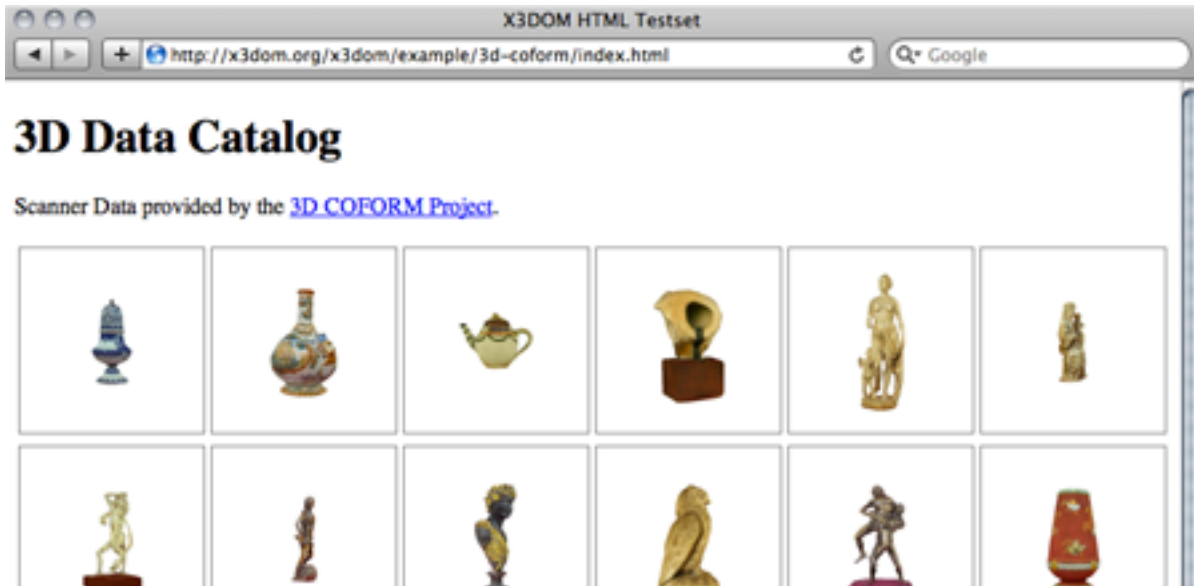 X3DOM HTML Testset
http://x3dom.org/x3dom/example/3d-coform/index.html
Google
3D Data Catalog
Scanner Data provided by the 3D COFORM Project.